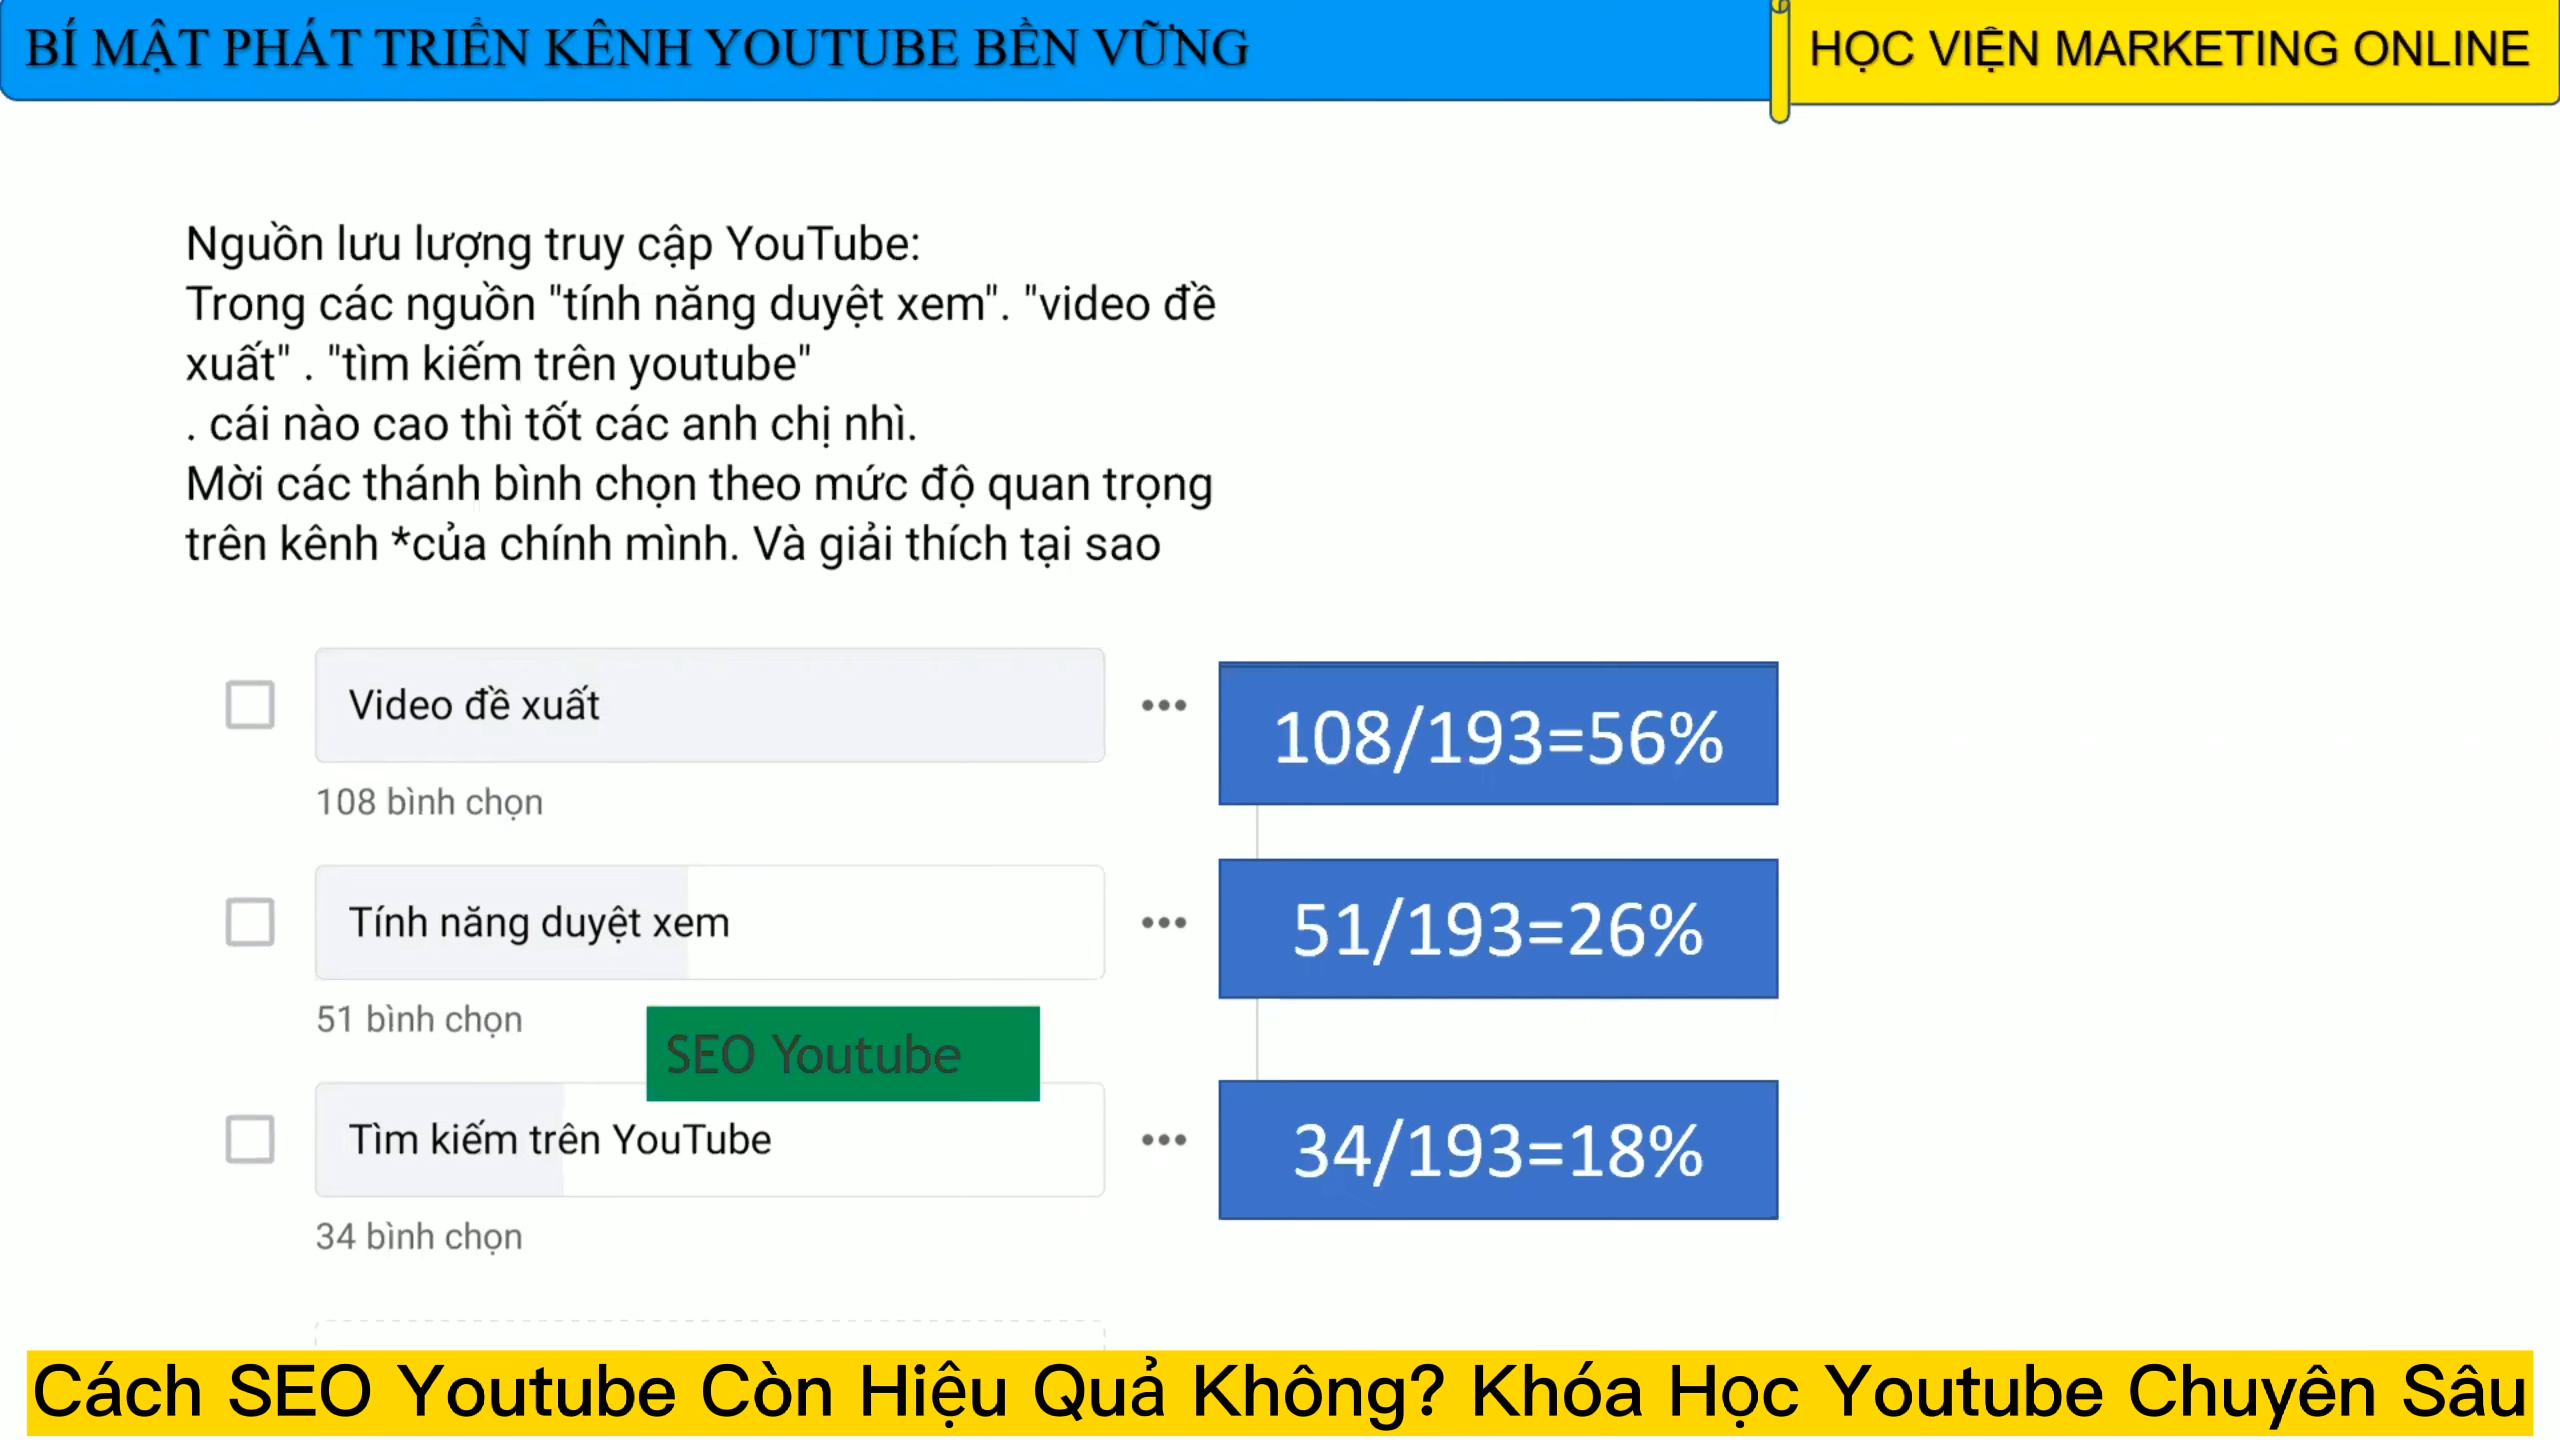 BÍ MẬT PHÁT TRIỂN KÊNH YOUTUBE BỀN VỮNG
HỌC VIỆN MARKETING ONLINE
Nguồn lưu lượng truy cập YouTube:
Trong các nguồn "tính năng duyệt xem". "video đề
xuất" . "tìm kiếm trên youtube"
. cái nào cao thì tốt các anh chị nhì.
Mời các thánh bình chọn theo mức độ quan trọng
trên kênh *của chính mình. Và giải thích tại sao
Video đề xuất
108/193=56%
108 bình chọn
Tính năng duyệt xem
51/193=26%
51 bình chọn
SEO Youtube
Tìm kiếm trên YouTube
34/193=18%
34 bình chọn
Cách SEO Youtube Còn Hiệu Quả Không? Khóa Học Youtube Chuyên Sâu